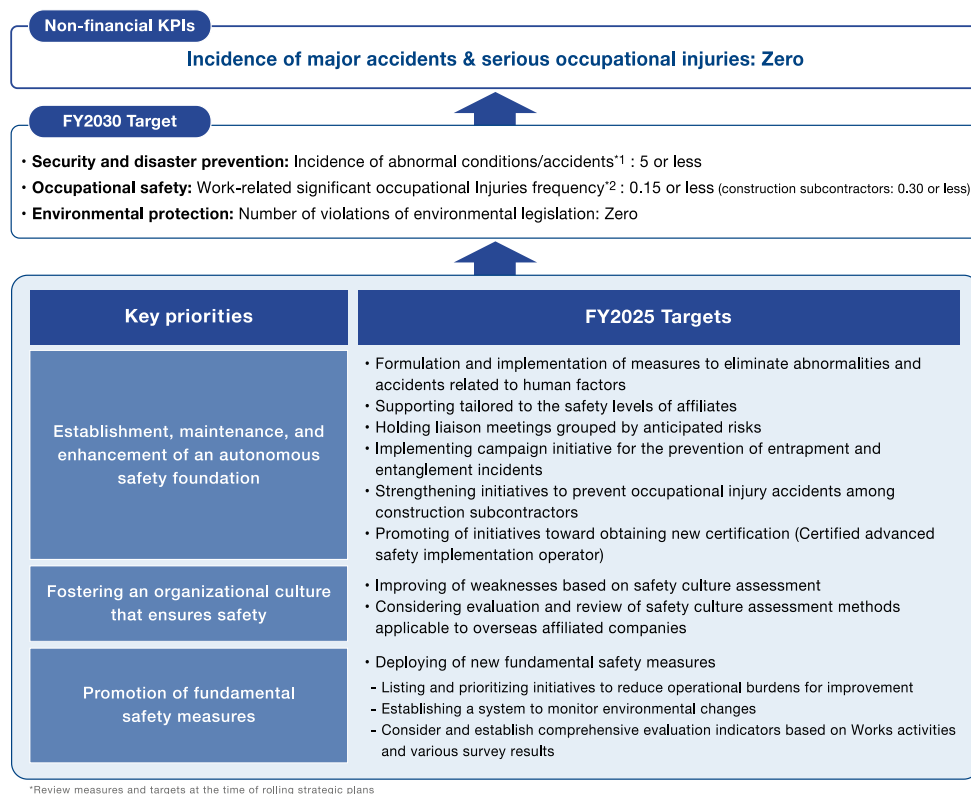 Non-financial KPIs
Incidence of major accidents & serious occupational injuries: Zero
FY2030 Target
・Security and disaster prevention: Incidence of abnormal conditions/accidents*1 : 5 or less
・Occupational safety: Work-related significant occupational Injuries frequency*2 : 0.15 or less (construction subcontractors: 0.30 or less)
・Environmental protection: Number of violations of environmental legislation: Zero
Key priorities
FY2025 Targets
Establishment, maintenance, and
enhancement of an autonomous
safety foundation
・Formulation and implementation of measures to eliminate abnormalities and
accidents related to human factors
・Supporting tailored to the safety levels of affiliates
・Holding liaison meetings grouped by anticipated risks
・Implementing campaign initiative for the prevention of entrapment and
entanglement incidents
・Strengthening initiatives to prevent occupational injury accidents among
construction subcontractors
・Promoting of initiatives toward obtaining new certification (Certified advanced
safety implementation operator)
Fostering an organizational culture
that ensures safety
・Improving of weaknesses based on safety culture assessment
・Considering evaluation and review of safety culture assessment methods
applicable to overseas affiliated companies
Promotion of fundamental
safety measures
・Deploying of new fundamental safety measures
- Listing and prioritizing initiatives to reduce operational burdens for improvement
- Establishing a system to monitor environmental changes
- Consider and establish comprehensive evaluation indicators based on Works activities
and various survey results
*Review measures and targets at the time of rolling strategic plans